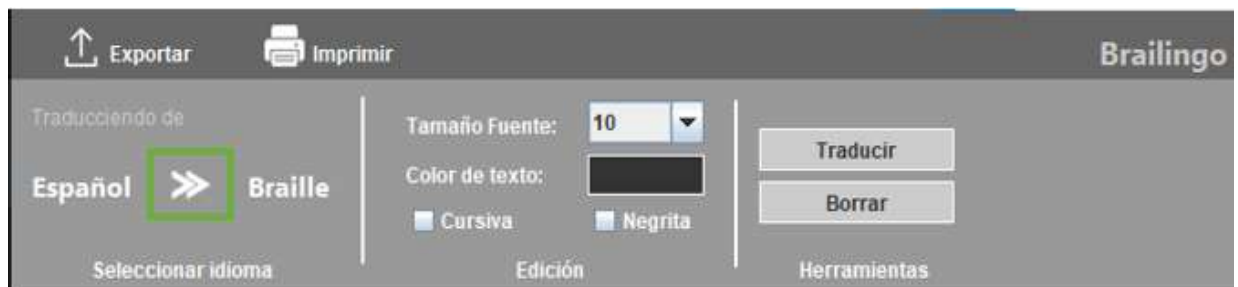 Exportar
Imprimir
Brailingo
Traducciendo de
Español
Braille
Seleccionar idioma
Tamaño Fuente: 10
Color de texto:
Cursiva
Negrita
Edición
Traducir
Borrar
Herramientas